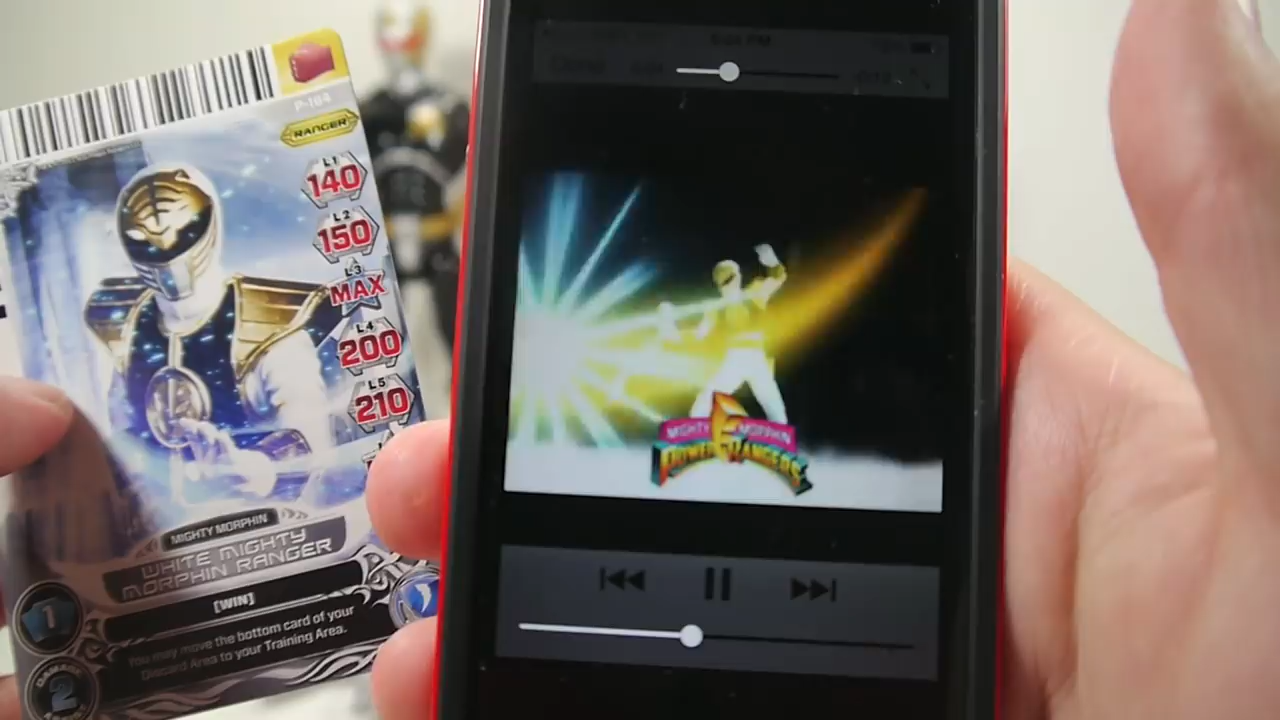 P-164
RANGER
L1
140
L2
150
L3
MAX
L4
200
L5
210
MIGHTY MORPHIN
WHITE MIGHTY
MORPHIN RANGER
[WIN]
You may move the bottom card of your
Discard Area to your Training Area.
1
DAMAGE
2
MIGHTY MORPHIN
POWER RANGERS